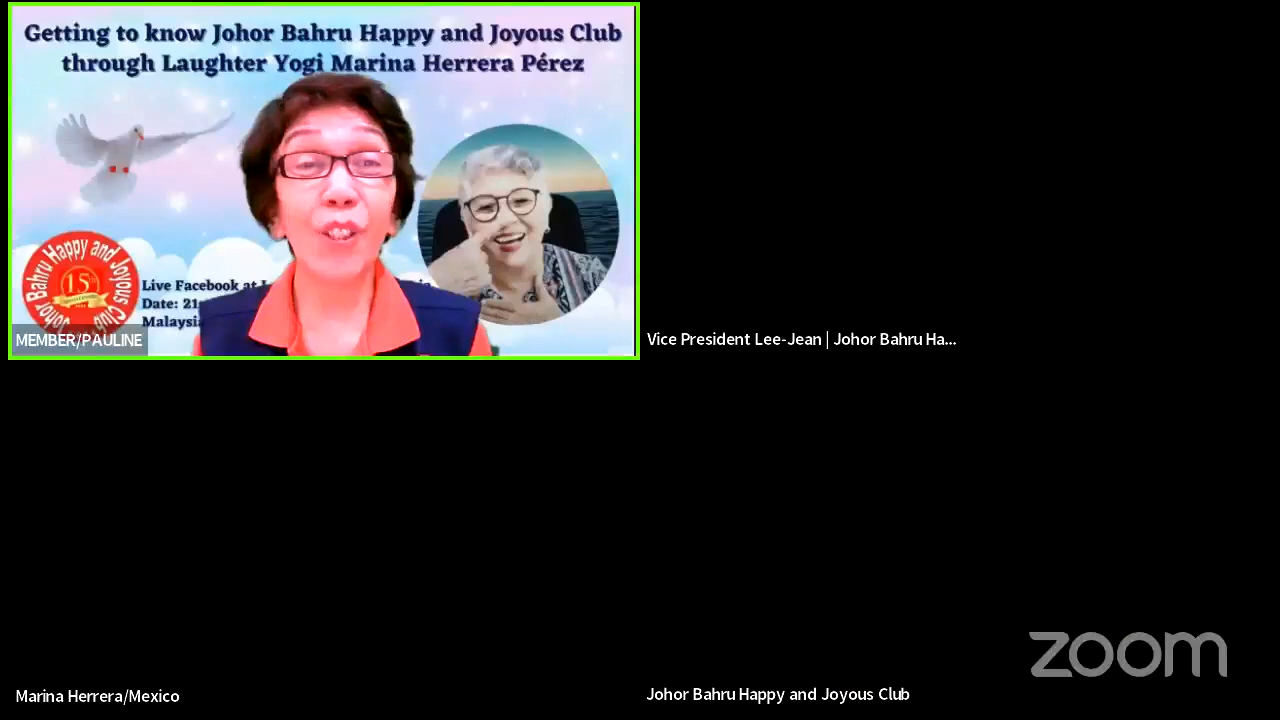 Getting to know Johor Bahru Happy and Joyous Club
through Laughter Yogi Marina Herrera Pérez
Johor Bahru Happy and Joyous Club
15TH
Live Facebook at
Date: 21
Malaysia
MEMBER/PAULINE
Vice President Lee-Jean | Johor Bahru Ha...
Marina Herrera/Mexico
Johor Bahru Happy and Joyous Club
zoom